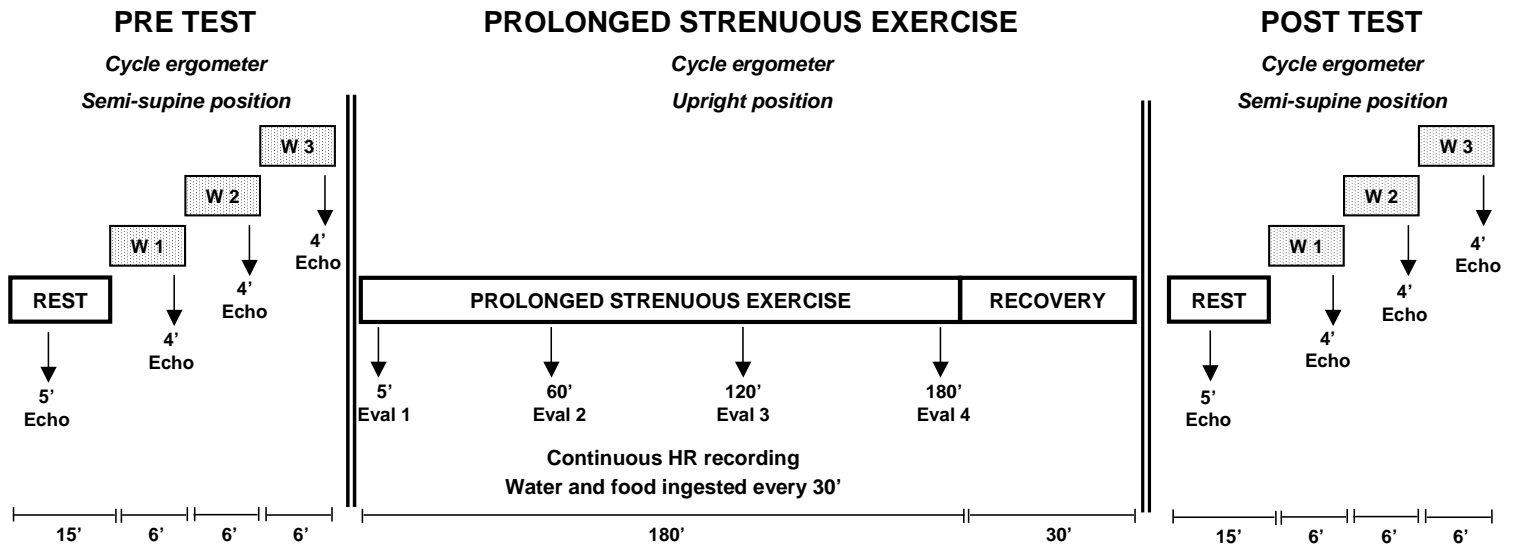 PRE TEST
Cycle ergometer
Semi-supine position
W 3
W 2
W 1
REST
4’
Echo
4’
Echo
4’
Echo
5’
Echo
15’
6’
6’
6’
PROLONGED STRENUOUS EXERCISE
Cycle ergometer
Upright position
PROLONGED STRENUOUS EXERCISE
RECOVERY
5’
Eval 1
60’
Eval 2
120’
Eval 3
180’
Eval 4
Continuous HR recording
Water and food ingested every 30’
180’
30’
POST TEST
Cycle ergometer
Semi-supine position
W 3
W 2
W 1
REST
4’
Echo
4’
Echo
4’
Echo
5’
Echo
15’
6’
6’
6’